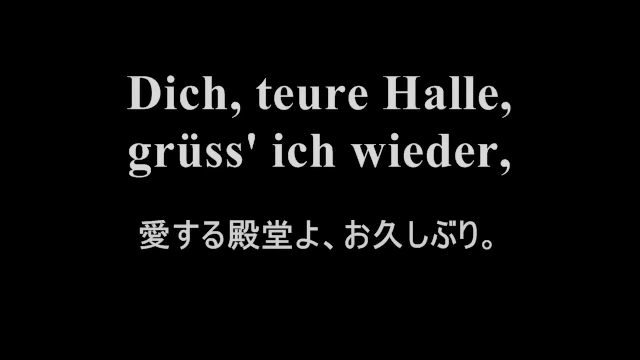 Dich, teure Halle,
grüss' ich wieder,
愛する殿堂よ、お久しぶり。